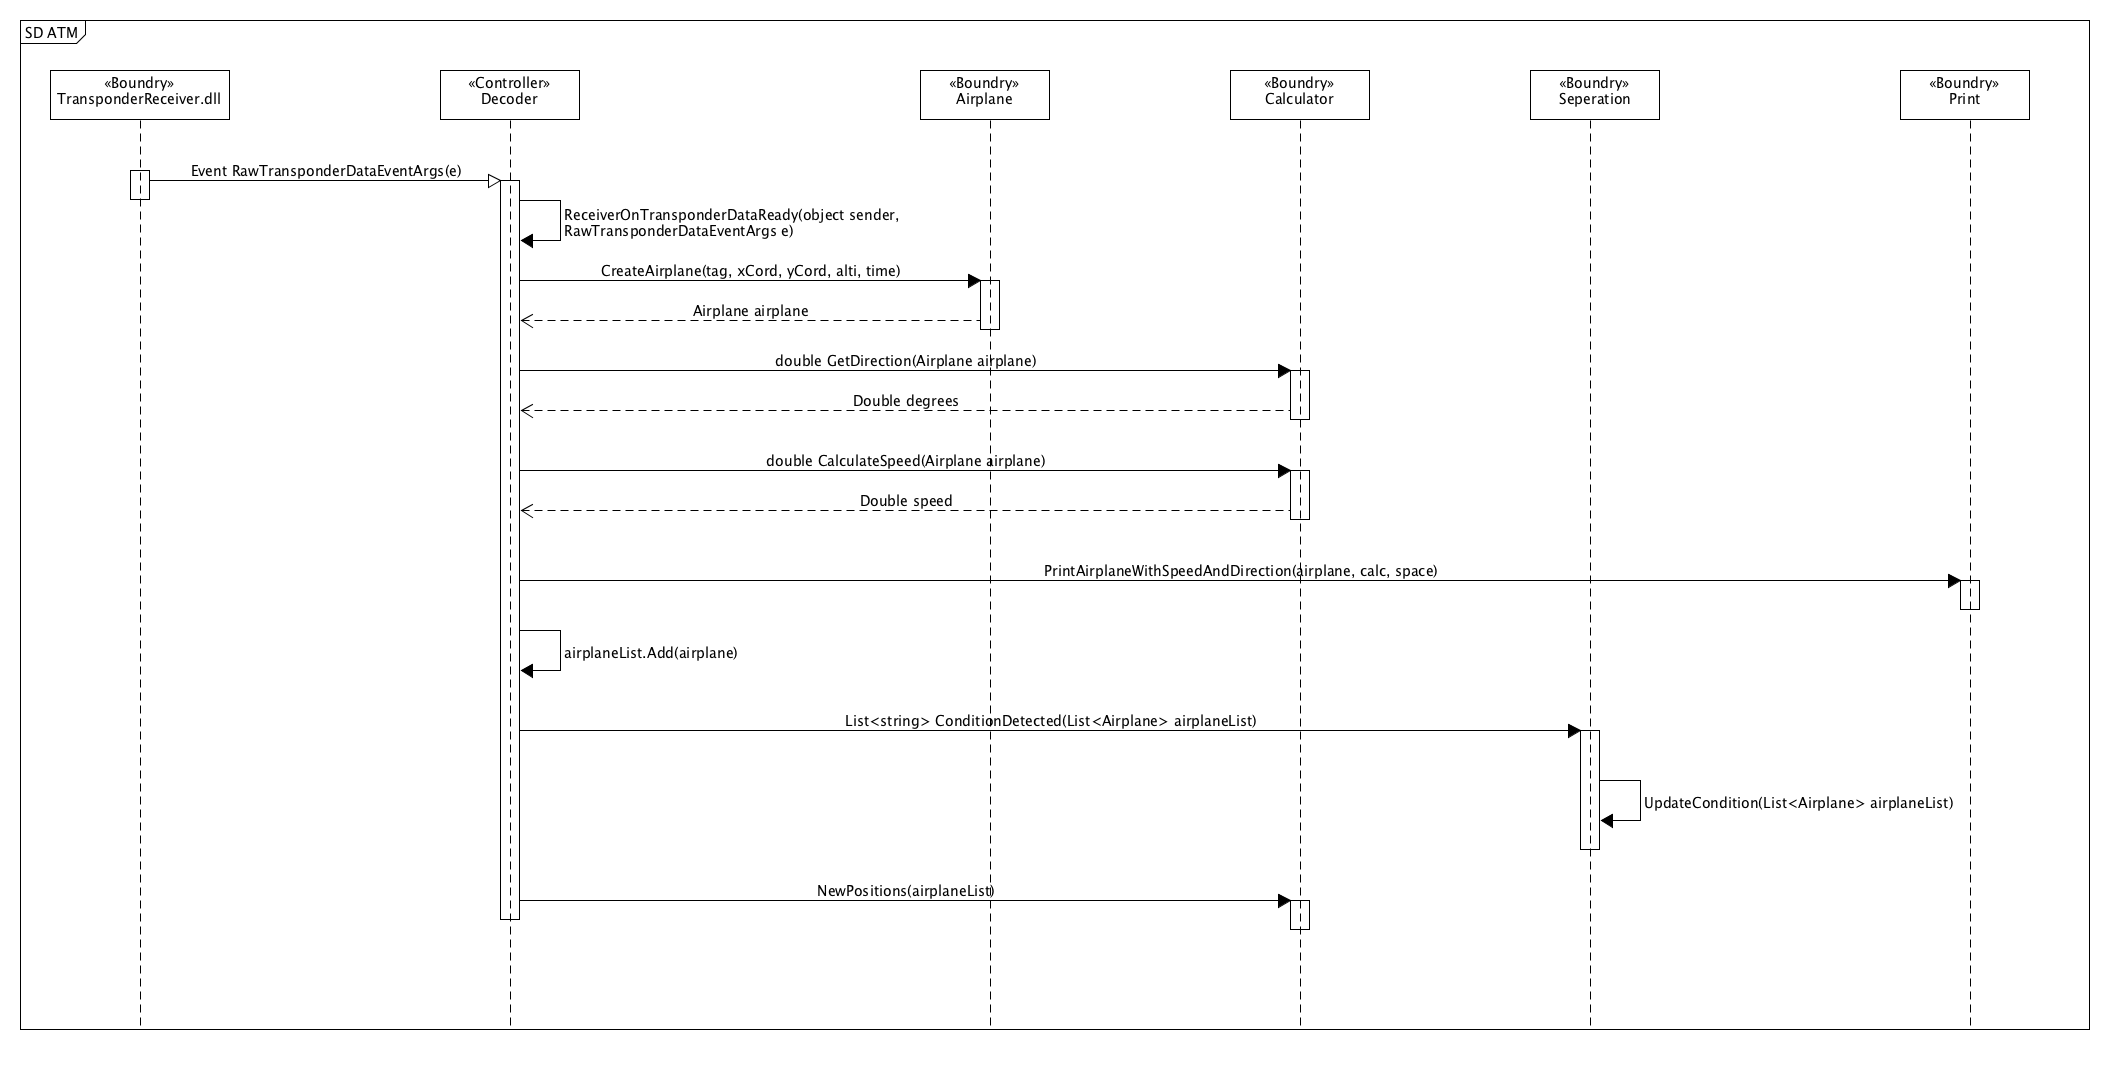 SD ATM
«Boundry»
TransponderReceiver.dll
«Controller»
Decoder
«Boundry»
Airplane
«Boundry»
Calculator
«Boundry»
Seperation
«Boundry»
Print
Event RawTransponderDataEventArgs(e)
ReceiverOnTransponderDataReady(object sender,
RawTransponderDataEventArgs e)
CreateAirplane(tag, xCord, yCord, alti, time)
Airplane airplane
double GetDirection(Airplane airplane)
Double degrees
double CalculateSpeed(Airplane airplane)
Double speed
PrintAirplaneWithSpeedAndDirection(airplane, calc, space)
airplaneList.Add(airplane)
List<string> ConditionDetected(List<Airplane> airplaneList)
UpdateCondition(List<Airplane> airplaneList)
NewPositions(airplaneList)